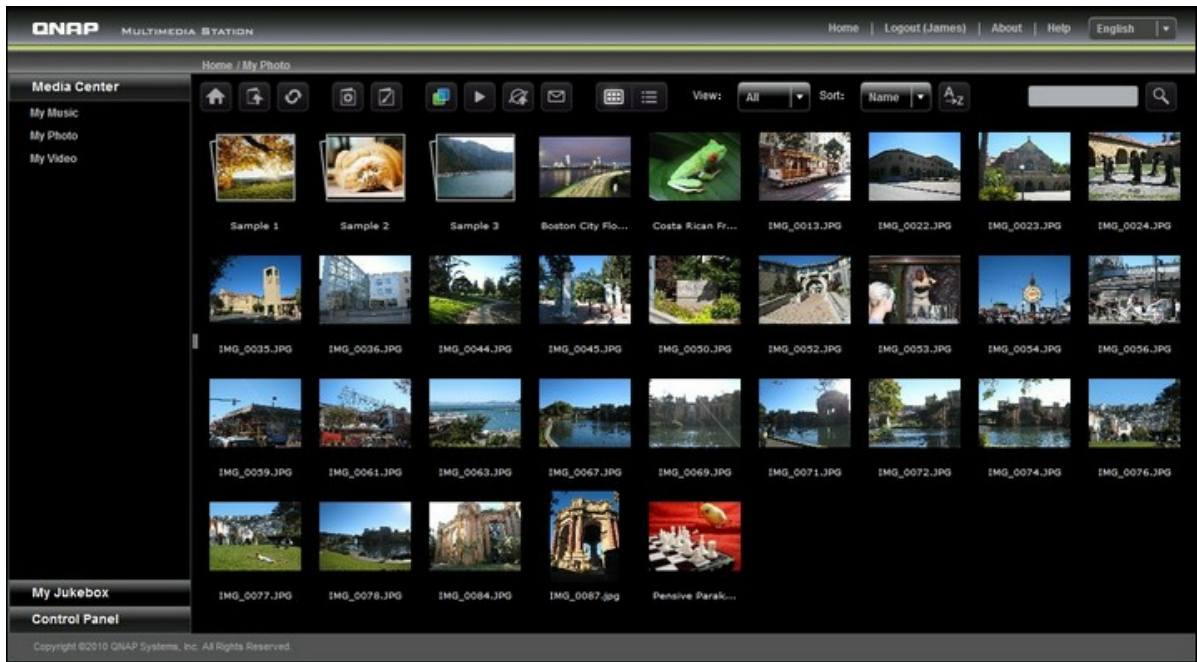 QNAP MULTIMEDIA STATION Home | Logout (James) | About | Help English
Home / My Photo
Media Center
My Music
My Photo
My Video
View: All Sort: Name A→Z
Sample 1 Sample 2 Sample 3 Boston City Flo... Costa Rican Fr... IMG_0013.JPG IMG_0022.JPG IMG_0023.JPG IMG_0024.JPG
IMG_0035.JPG IMG_0036.JPG IMG_0044.JPG IMG_0045.JPG IMG_0050.JPG IMG_0052.JPG IMG_0053.JPG IMG_0054.JPG IMG_0056.JPG
IMG_0059.JPG IMG_0061.JPG IMG_0063.JPG IMG_0067.JPG IMG_0069.JPG IMG_0071.JPG IMG_0072.JPG IMG_0074.JPG IMG_0076.JPG
IMG_0077.JPG IMG_0078.JPG IMG_0084.JPG IMG_0087.jpg Pensive Parak...
My Jukebox
Control Panel
Copyright ©2010 QNAP Systems, Inc. All Rights Reserved.